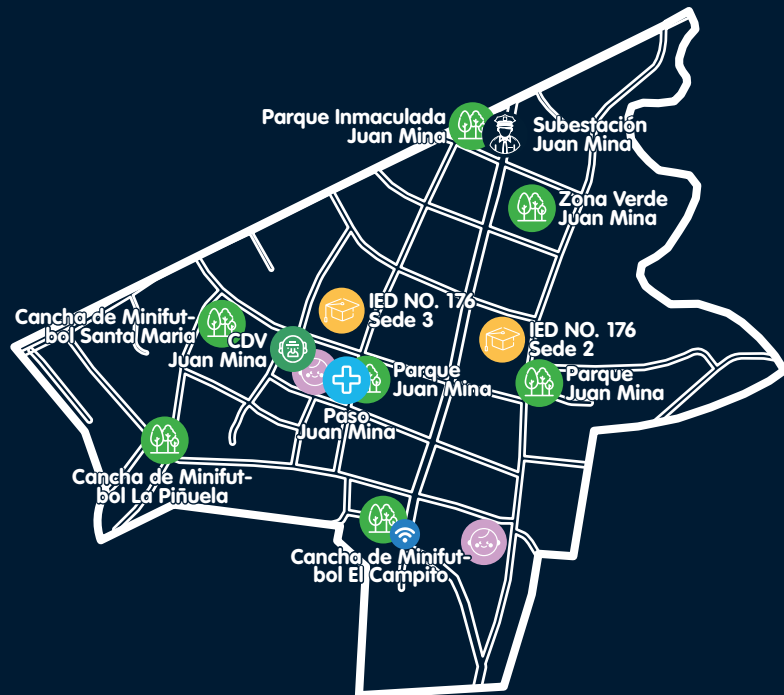 Parque Inmaculada
Juan Mina
Subestación
Juan Mina
Zona Verde
Juan Mina
IED NO. 176
Sede 3
Cancha de Minifut-
bol Santa Maria
CDV
Juan Mina
IED NO. 176
Sede 2
Parque
Juan Mina
Parque
Juan Mina
Paso
Juan Mina
Cancha de Minifut-
bol La Piñuela
Cancha de Minifut-
bol El Campito